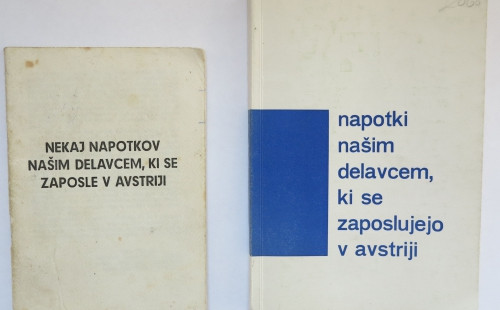 NEKAJ NAPOTKOV
NAŠIM DELAVCEM, KI SE
ZAPOSLE V AVSTRIJI
napotki
našim
delavcem,
ki se
zaposlujejo
v avstriji